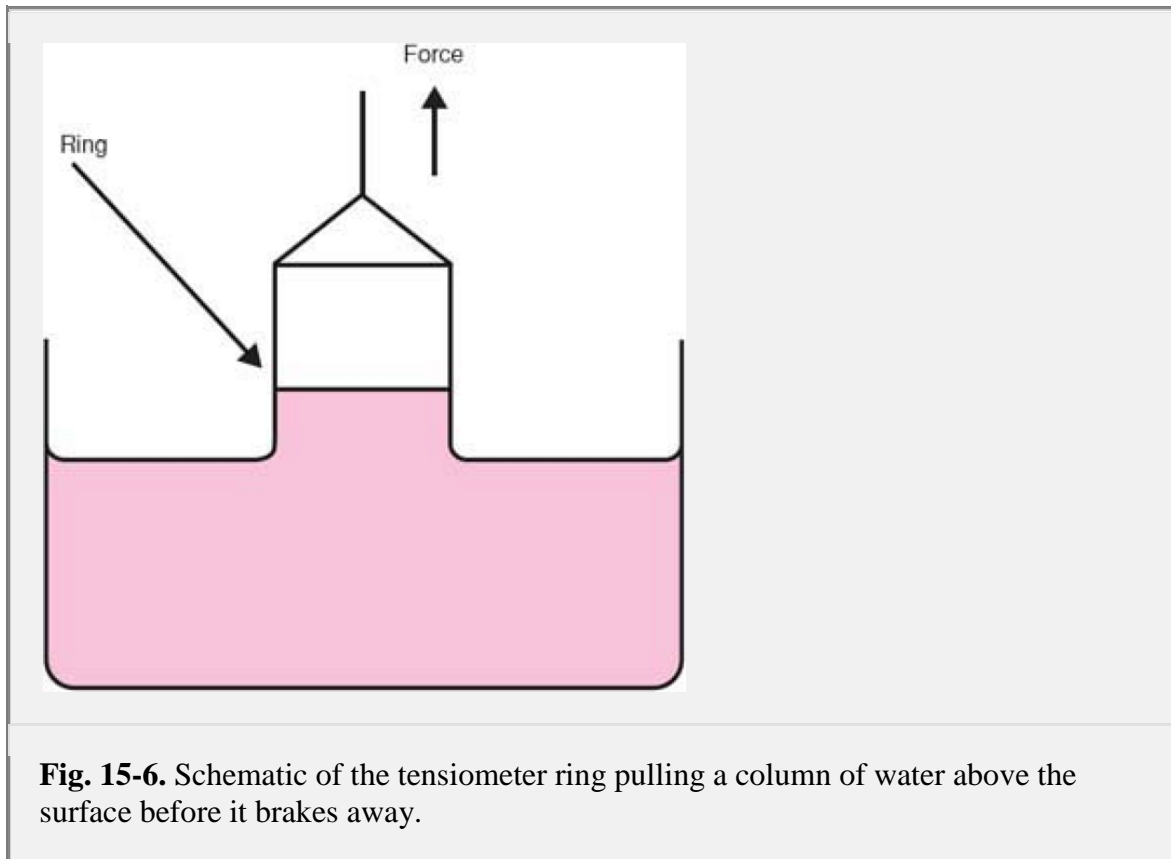 Force
Ring
Fig. 15-6. Schematic of the tensiometer ring pulling a column of water above the
surface before it brakes away.